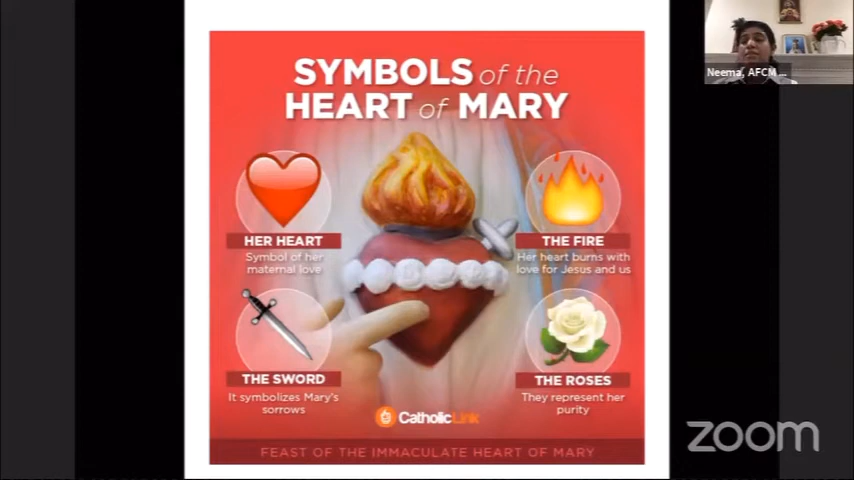 SYMBOLS of the
HEART of MARY
HER HEART
Symbol of her
maternal love
THE FIRE
Her heart burns with
love for Jesus and us
THE SWORD
It symbolizes Mary's
sorrows
THE ROSES
They represent her
purity
CatholicLink
FEAST OF THE IMMACULATE HEART OF MARY
Neema, AFCM ...
zoom